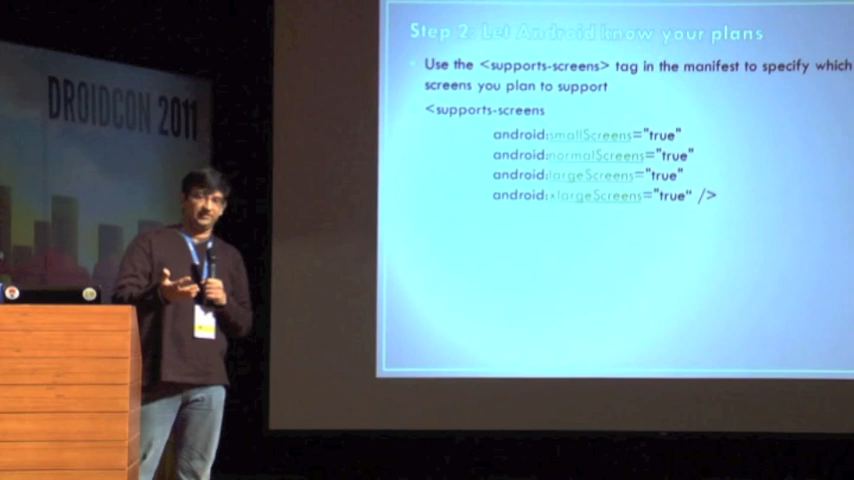 DROIDCON 2011
Step 2: Let Android know your plans
Use the <supports-screens> tag in the manifest to specify which
screens you plan to support
<supports-screens
android:smallScreens="true"
android:normalScreens="true"
android:largeScreens="true"
android:xlargeScreens="true" />